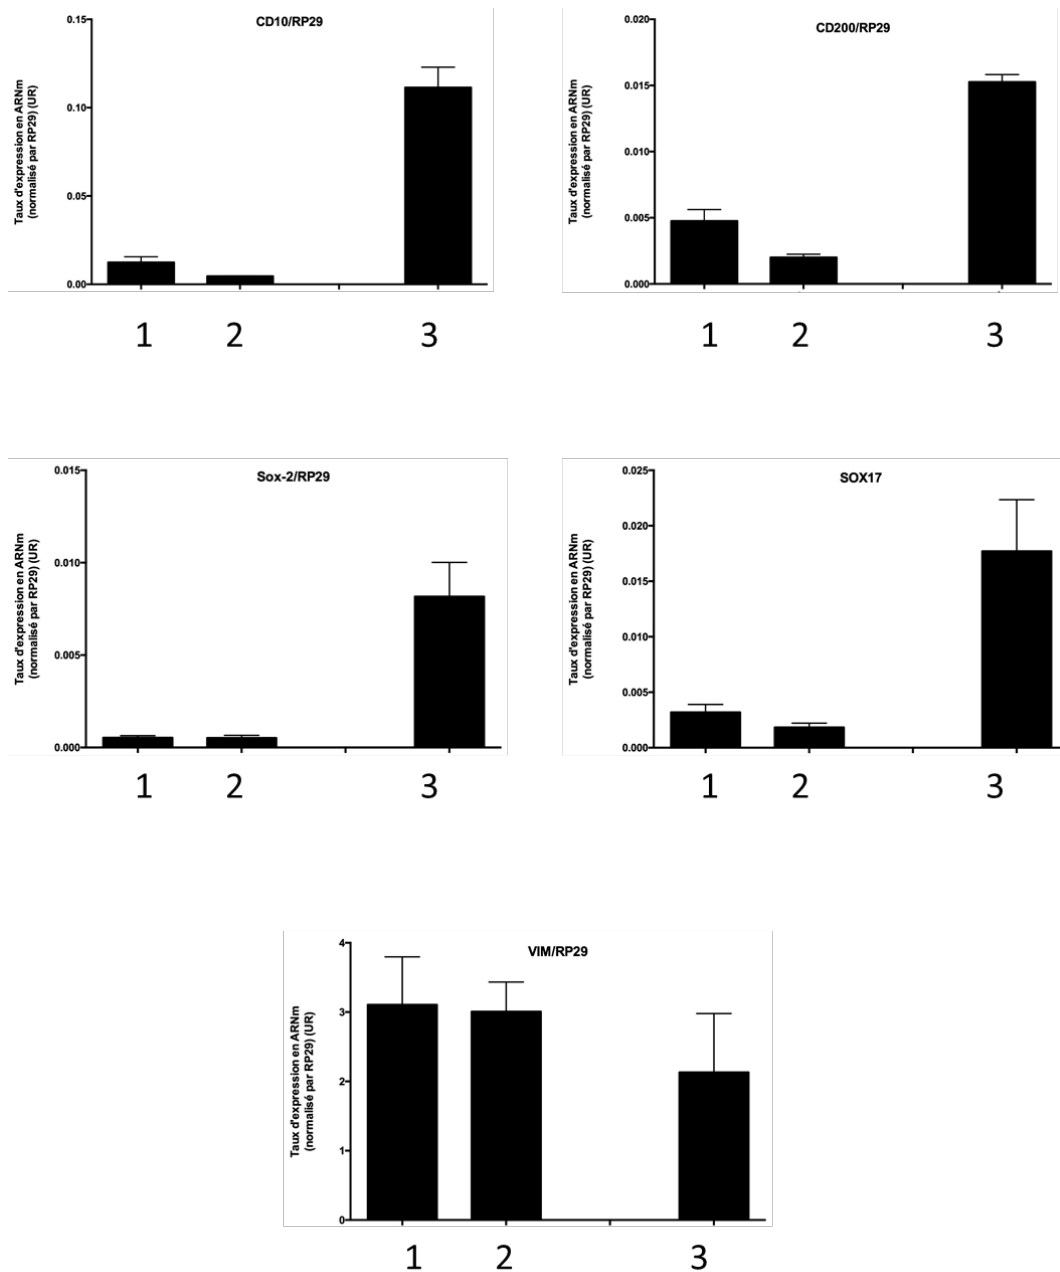 CD10/RP29
Taux d'expression en ARNm
(normalisé par RP29) (UR)
0.15
0.10
0.05
0.00
1 2 3
CD200/RP29
Taux d'expression en ARNm
(normalisé par RP29) (UR)
0.020
0.015
0.010
0.005
0.000
1 2 3
Sox-2/RP29
Taux d'expression en ARNm
(normalisé par RP29) (UR)
0.015
0.010
0.005
0.000
1 2 3
SOX17
Taux d'expression en ARNm
(normalisé par RP29) (UR)
0.025
0.020
0.015
0.010
0.005
0.000
1 2 3
VIM/RP29
Taux d'expression en ARNm
(normalisé par RP29) (UR)
4
3
2
1
0
1 2 3